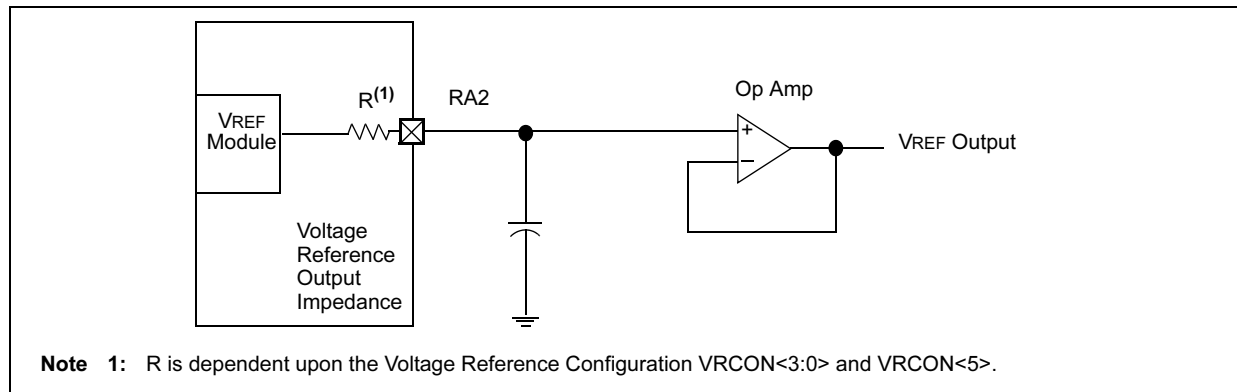 Op Amp
R(1)
RA2
VREF
Module
+
–
VREF Output
Voltage
Reference
Output
Impedance
Note 1: R is dependent upon the Voltage Reference Configuration VRCON<3:0> and VRCON<5>.